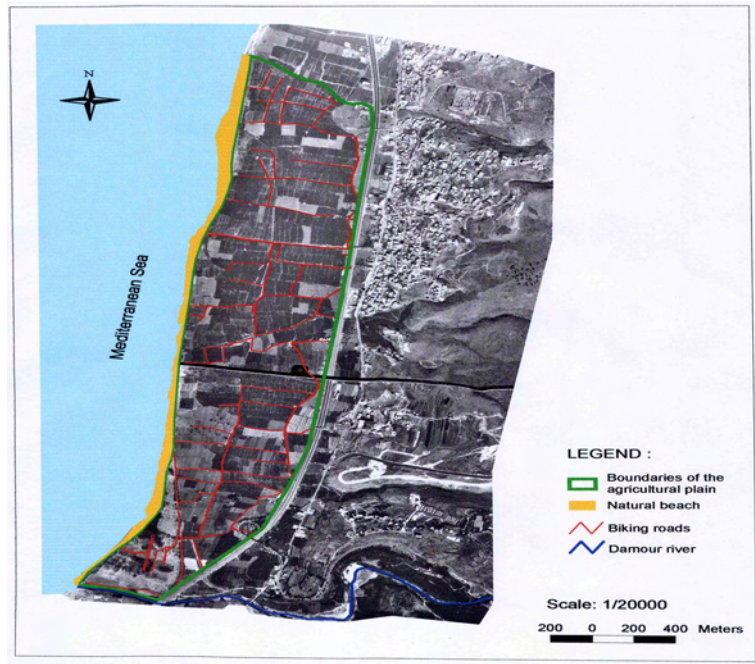 N
Mediterranean Sea
LEGEND :
Boundaries of the
agricultural plain
Natural beach
Biking roads
Damour river
Scale: 1/20000
200 0 200 400 Meters